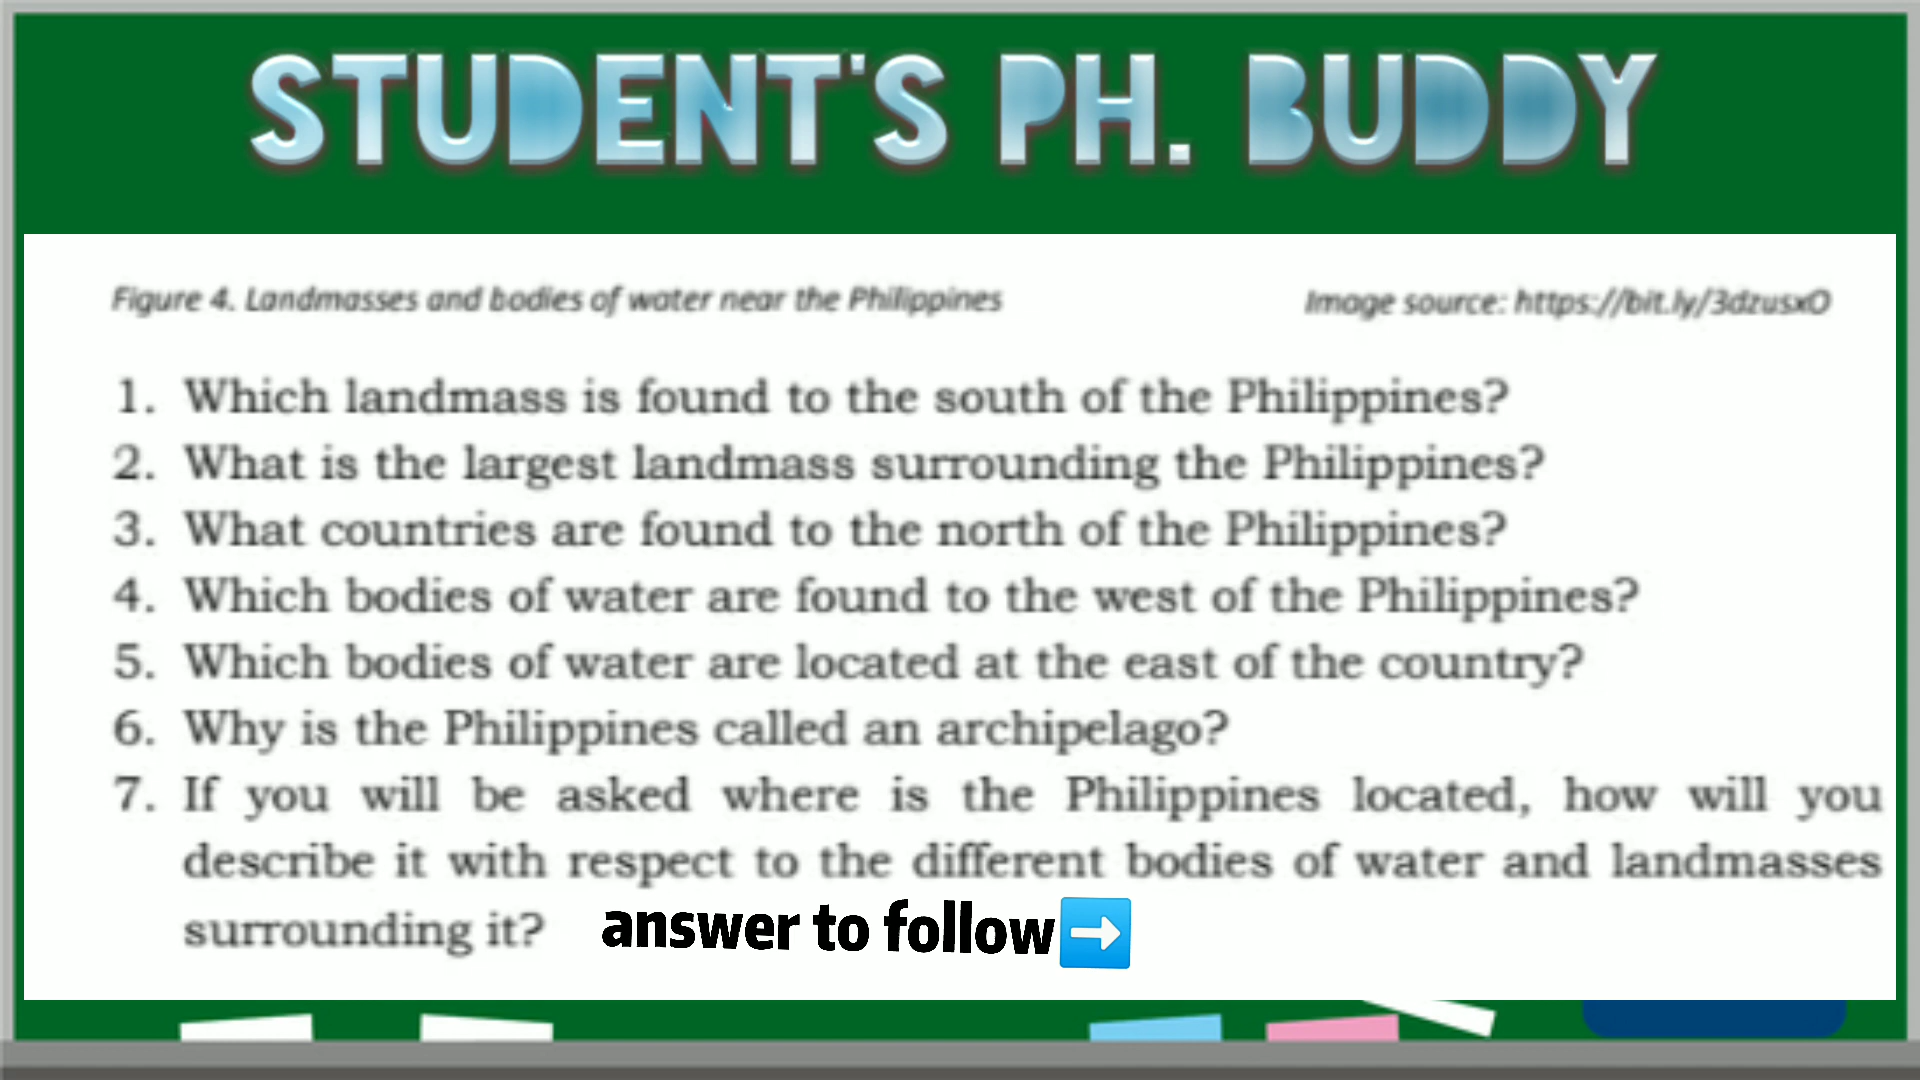 STUDENT'S PH. BUDDY
Figure 4. Landmasses and bodies of water near the Philippines
Image source: https://bit.ly/3dzusxO
1. Which landmass is found to the south of the Philippines?
2. What is the largest landmass surrounding the Philippines?
3. What countries are found to the north of the Philippines?
4. Which bodies of water are found to the west of the Philippines?
5. Which bodies of water are located at the east of the country?
6. Why is the Philippines called an archipelago?
7. If you will be asked where is the Philippines located, how will you
describe it with respect to the different bodies of water and landmasses
surrounding it? answer to follow➡️